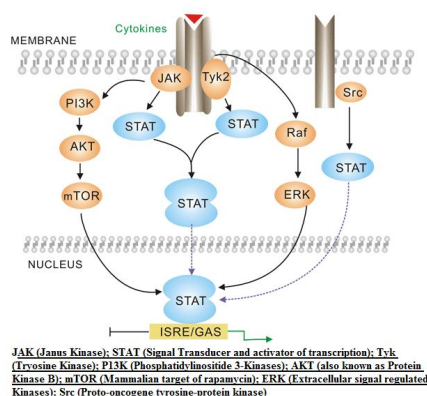 Cytokines
MEMBRANE
JAK
Tyk2
Src
PI3K
STAT
STAT
Raf
AKT
STAT
mTOR
STAT
ERK
NUCLEUS
STAT
ISRE/GAS
JAK (Janus Kinase); STAT (Signal Transducer and activator of transcription); Tyk
(Tryosine Kinase); PI3K (Phosphatidylinositide 3-Kinases); AKT (also known as Protein
Kinase B); mTOR (Mammalian target of rapamycin); ERK (Extracellular signal regulated
Kinases); Src (Proto-oncogene tyrosine-protein kinase)